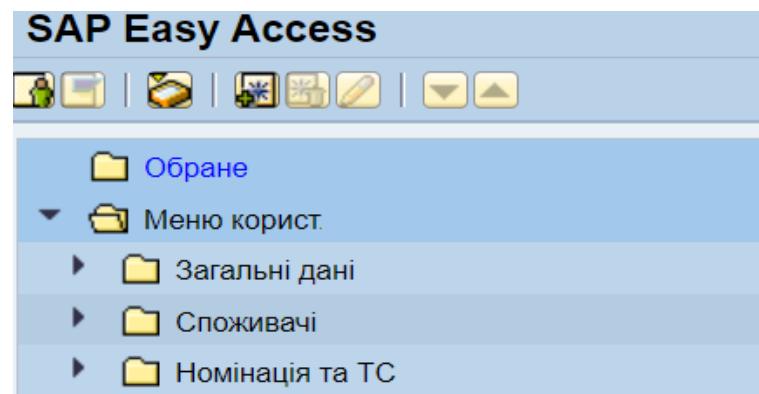 SAP Easy Access
Обране
Меню корист.
Загальні дані
Споживачі
Номінація та ТС